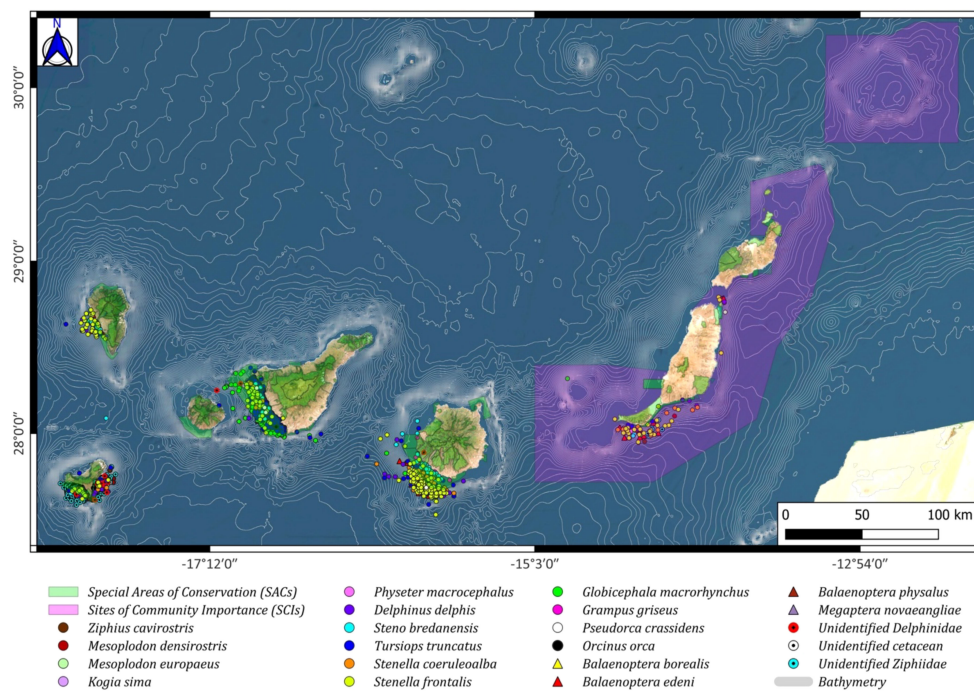 N
30°0'0"
29°0'0"
28°0'0"
0 50 100 km
-17°12'0" -15°3'0" -12°54'0"
Special Areas of Conservation (SACs)
Sites of Community Importance (SCIs)
Ziphius cavirostris
Mesoplodon densirostris
Mesoplodon europaeus
Kogia sima
Physeter macrocephalus
Delphinus delphis
Steno bredanensis
Tursiops truncatus
Stenella coeruleoalba
Stenella frontalis
Globicephala macrorhynchus
Grampus griseus
Pseudorca crassidens
Orcinus orca
Balaenoptera borealis
Balaenoptera edeni
Balaenoptera physalus
Megaptera novaeangliae
Unidentified Delphinidae
Unidentified cetacean
Unidentified Ziphiidae
Bathymetry